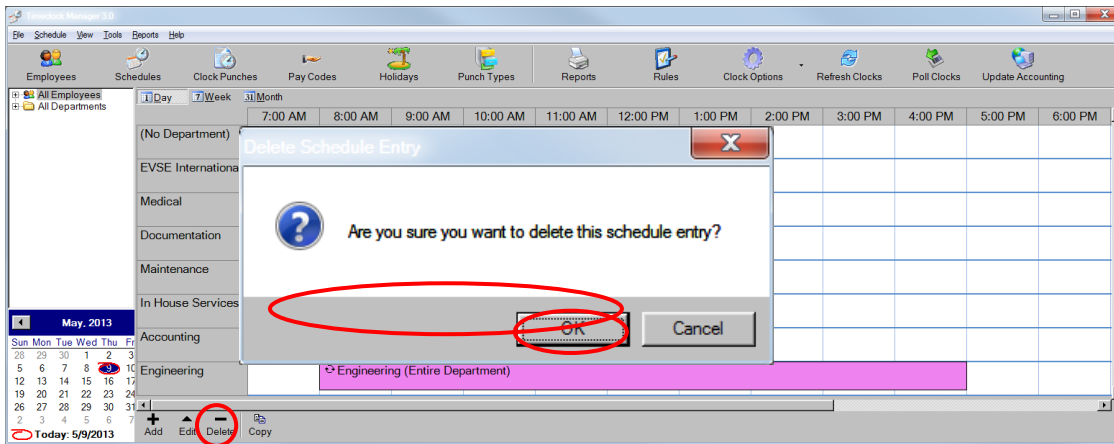 Timeclock Manager 3.0
File Schedule View Tools Reports Help
Employees Schedules Clock Punches Pay Codes Holidays Punch Types Reports Rules Clock Options Refresh Clocks Poll Clocks Update Accounting
All Employees
All Departments
1 Day 7 Week 31 Month
7:00 AM 8:00 AM 9:00 AM 10:00 AM 11:00 AM 12:00 PM 1:00 PM 2:00 PM 3:00 PM 4:00 PM 5:00 PM 6:00 PM
(No Department)
EVSE Internationa
Medical
Documentation
Maintenance
In House Services
Accounting
Engineering
Engineering (Entire Department)
Delete Schedule Entry
Are you sure you want to delete this schedule entry?
OK Cancel
May, 2013
Sun Mon Tue Wed Thu Fr
28 29 30 1 2 3
5 6 7 8 9 10
12 13 14 15 16 17
19 20 21 22 23 24
26 27 28 29 30 31
2 3 4 5 6 7
Today: 5/9/2013
Add Edit Delete Copy